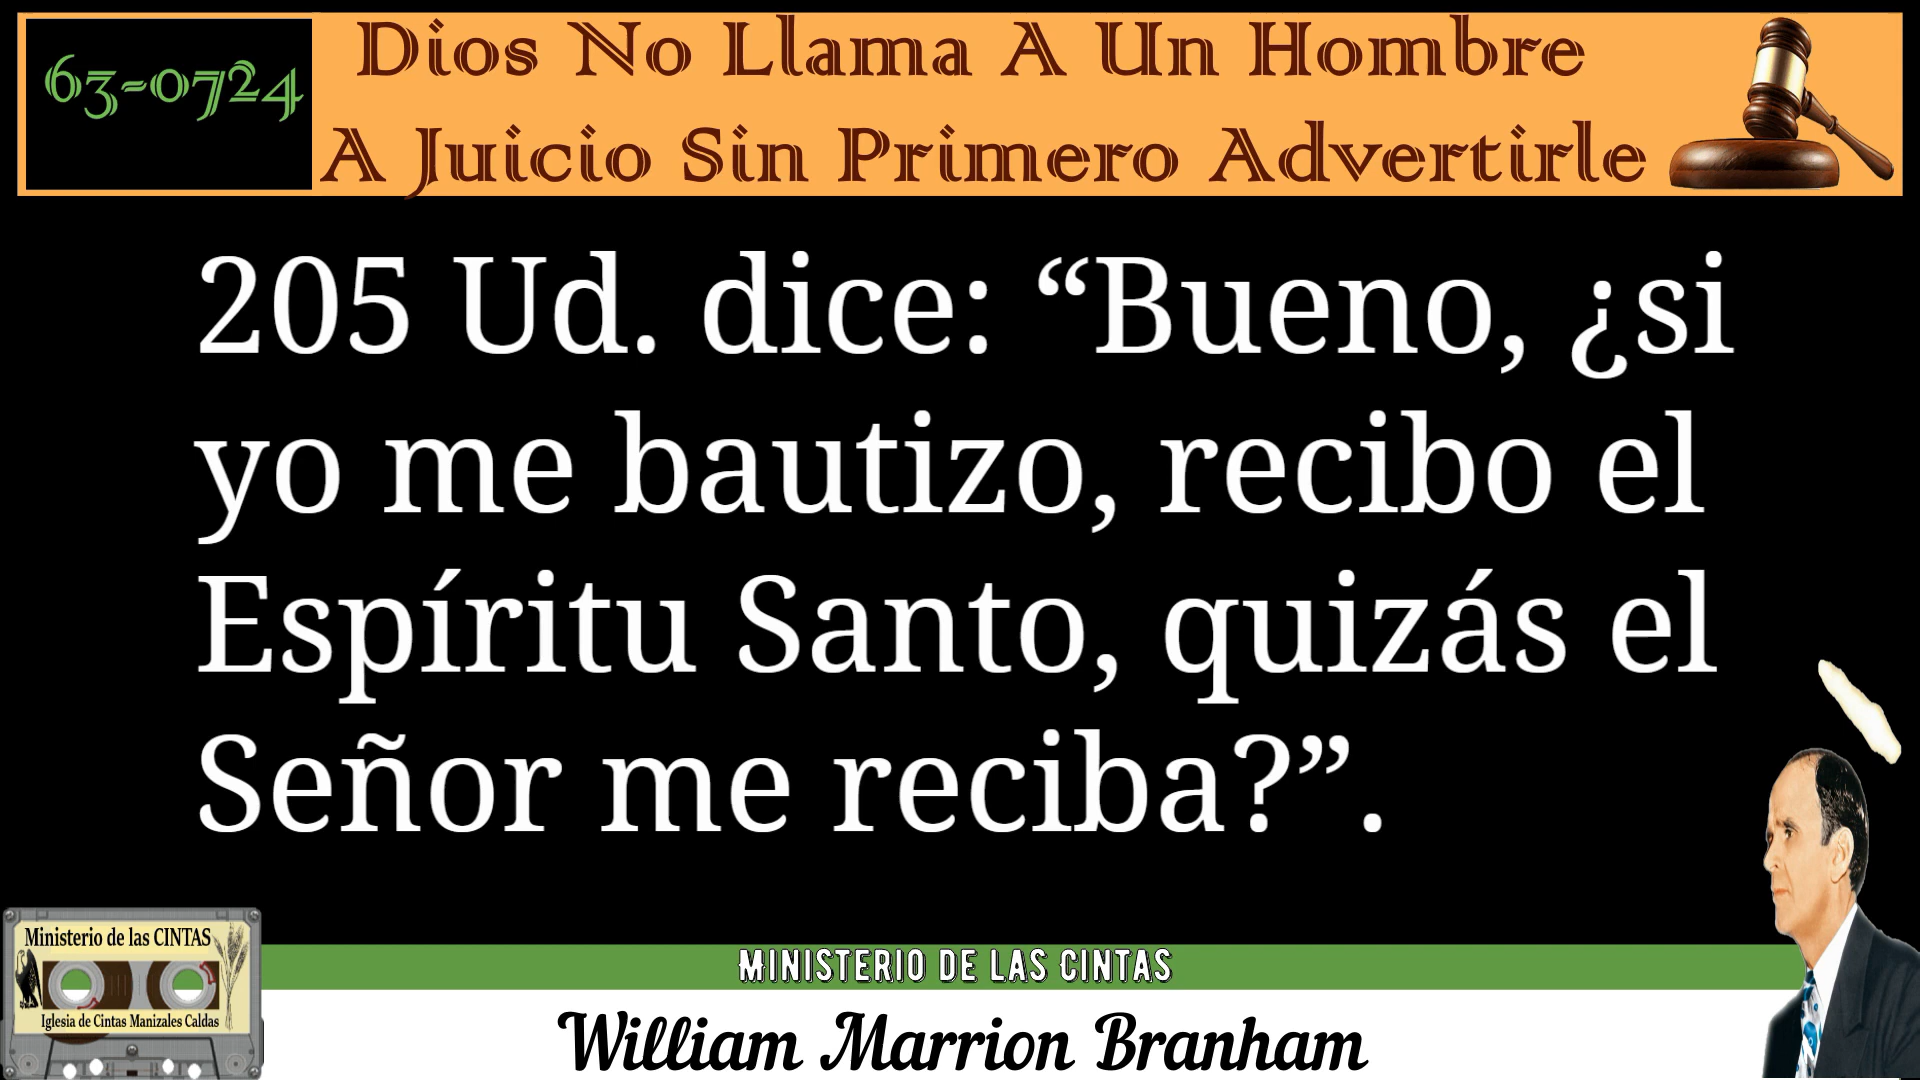 63-0724
Dios No Llama A Un Hombre
A Juicio Sin Primero Advertirle
205 Ud. dice: “Bueno, ¿si
yo me bautizo, recibo el
Espíritu Santo, quizás el
Señor me reciba?”.
Ministerio de las CINTAS
Iglesia de Cintas Manizales Caldas
MINISTERIO DE LAS CINTAS
William Marrion Branham